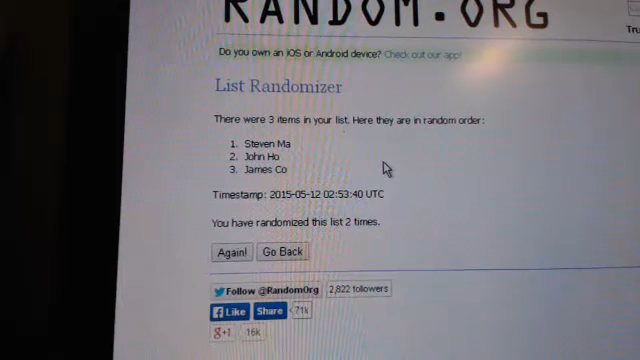 RANDOM.ORG
Do you own an iOS or Android device? Check out our app!
List Randomizer
There were 3 items in your list. Here they are in random order:
1. Steven Ma
2. John Ho
3. James Co
Timestamp: 2015-05-12 02:53:40 UTC
You have randomized this list 2 times.
Again! Go Back
Follow @RandomOrg 2,822 followers
Like Share 71k
g+1 16k